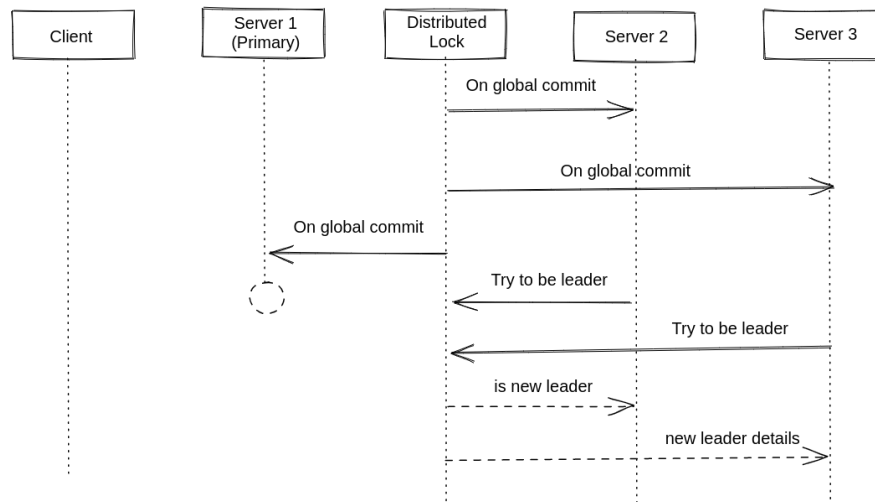 Client
Server 1
(Primary)
Distributed
Lock
Server 2
Server 3
On global commit
On global commit
On global commit
Try to be leader
Try to be leader
is new leader
new leader details